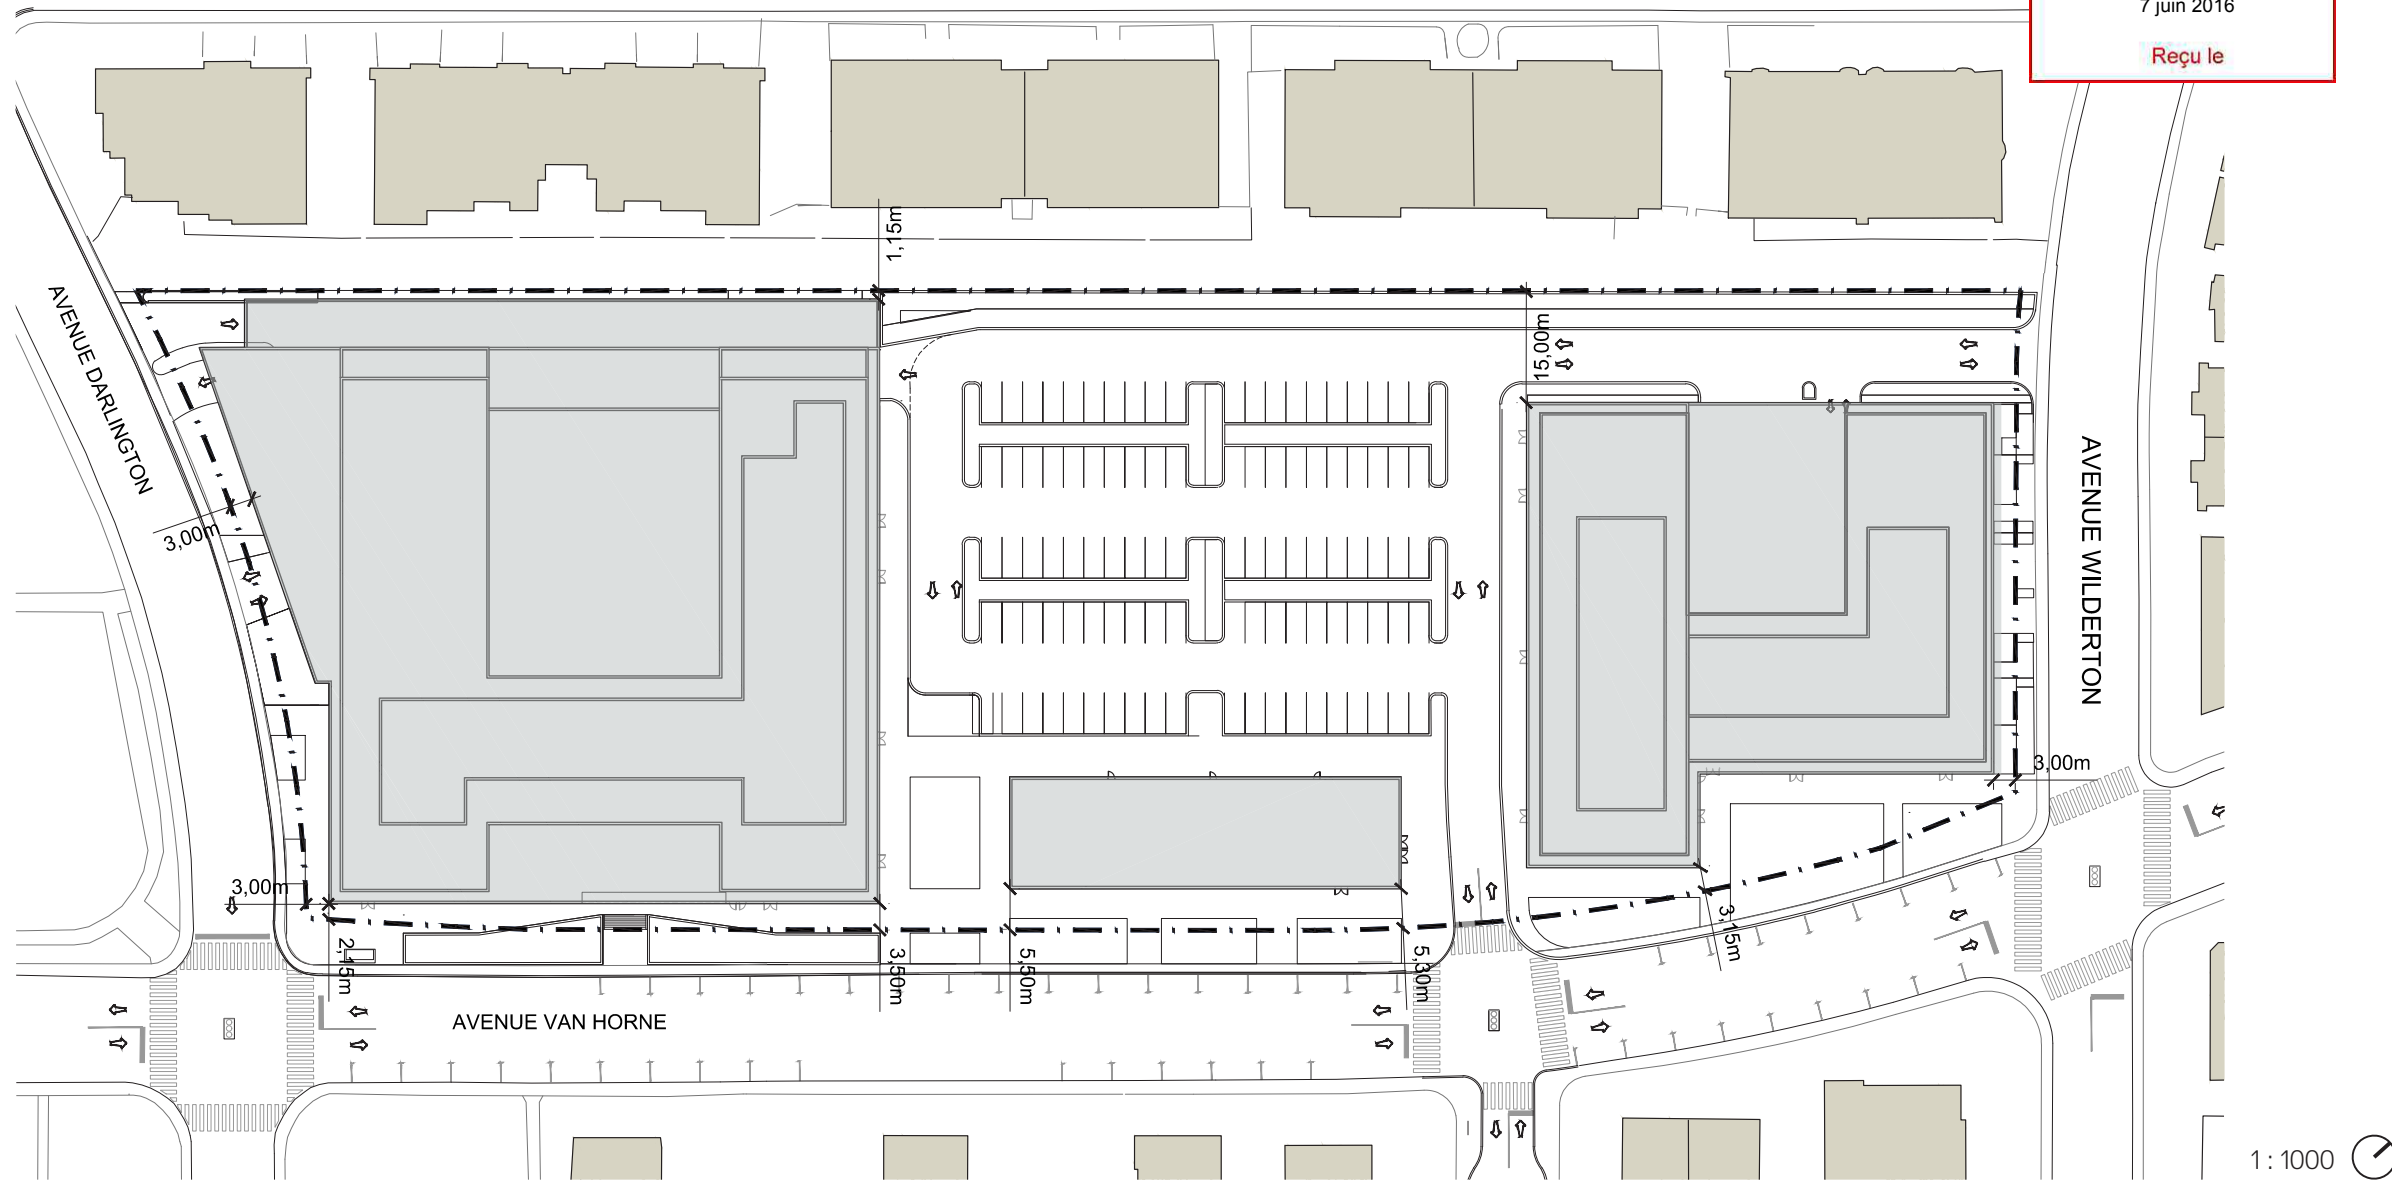 7 juin 2016
Reçu le
1,15m
AVENUE DARLINGTON
15,00m
3,00m
AVENUE WILDERTON
3,00m
3,00m
2,15m
3,50m
5,50m
5,30m
3,15m
AVENUE VAN HORNE
1 : 1000